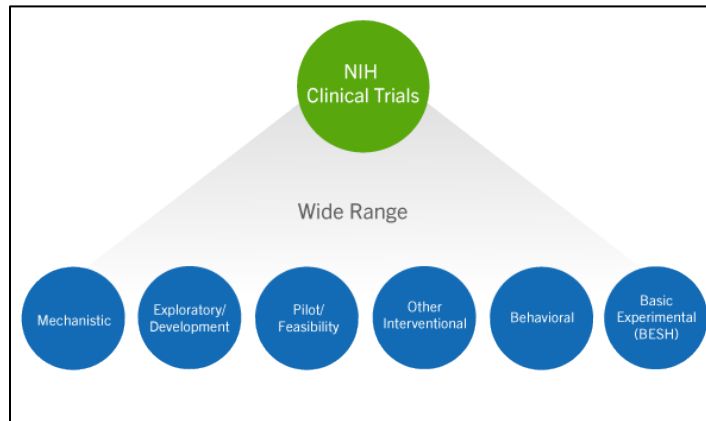 NIH
Clinical Trials
Wide Range
Mechanistic
Exploratory/
Development
Pilot/
Feasibility
Other
Interventional
Behavioral
Basic
Experimental
(BESH)